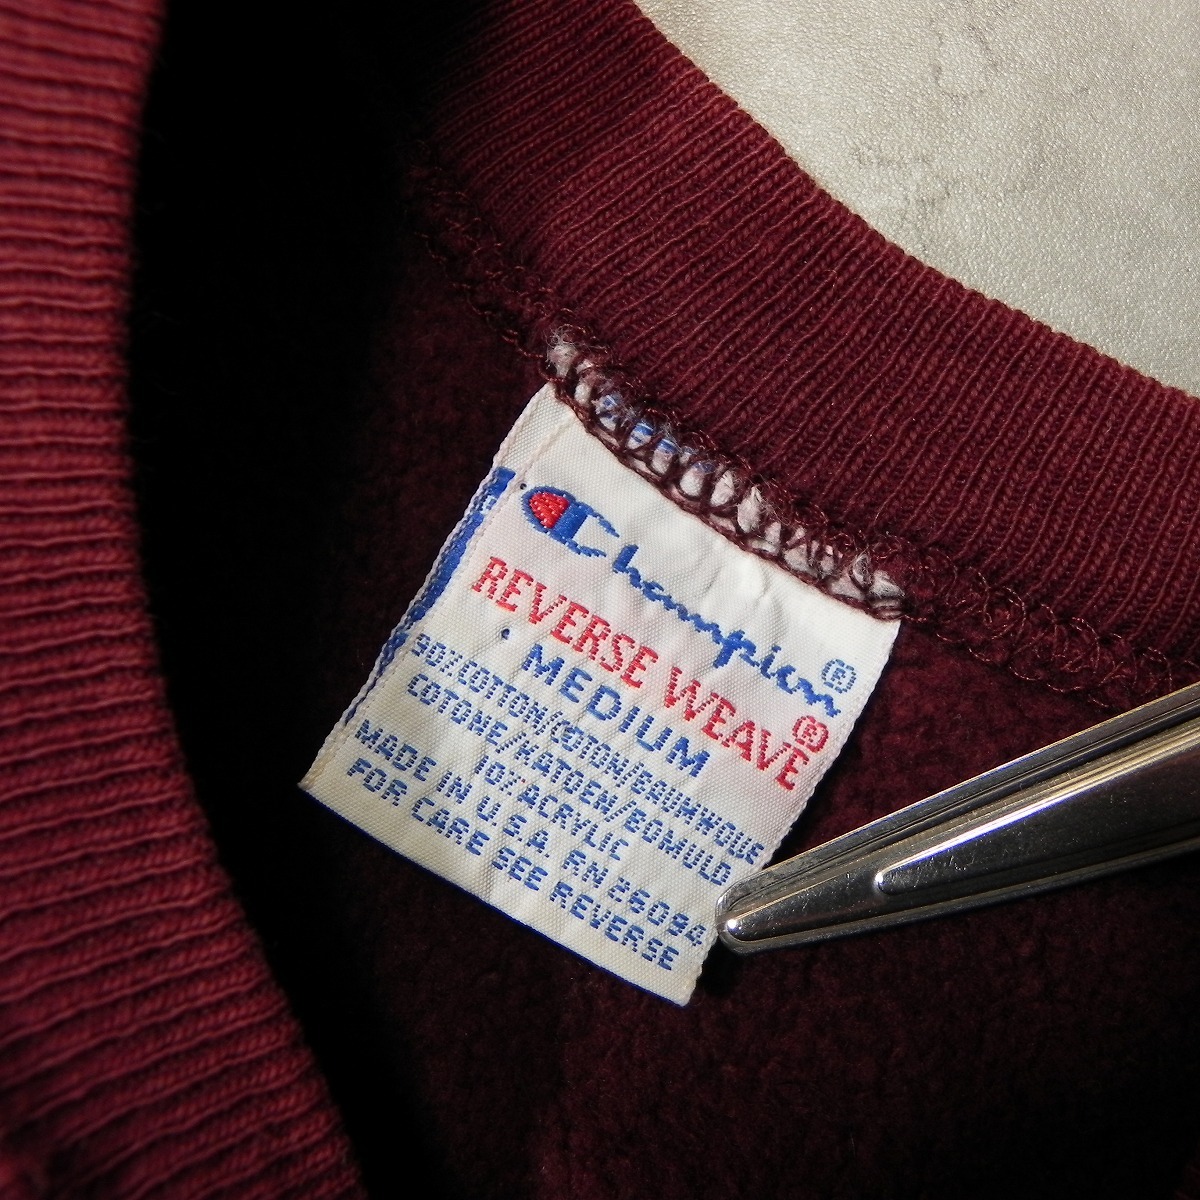 Champion®
REVERSE WEAVE®
MEDIUM
90%COTTON/COTON/BOUMWOUE
COTONE/KATOEN/BOMULD
10%ACRYLIC
MADE IN U.S.A. RN 26094
FOR CARE SEE REVERSE